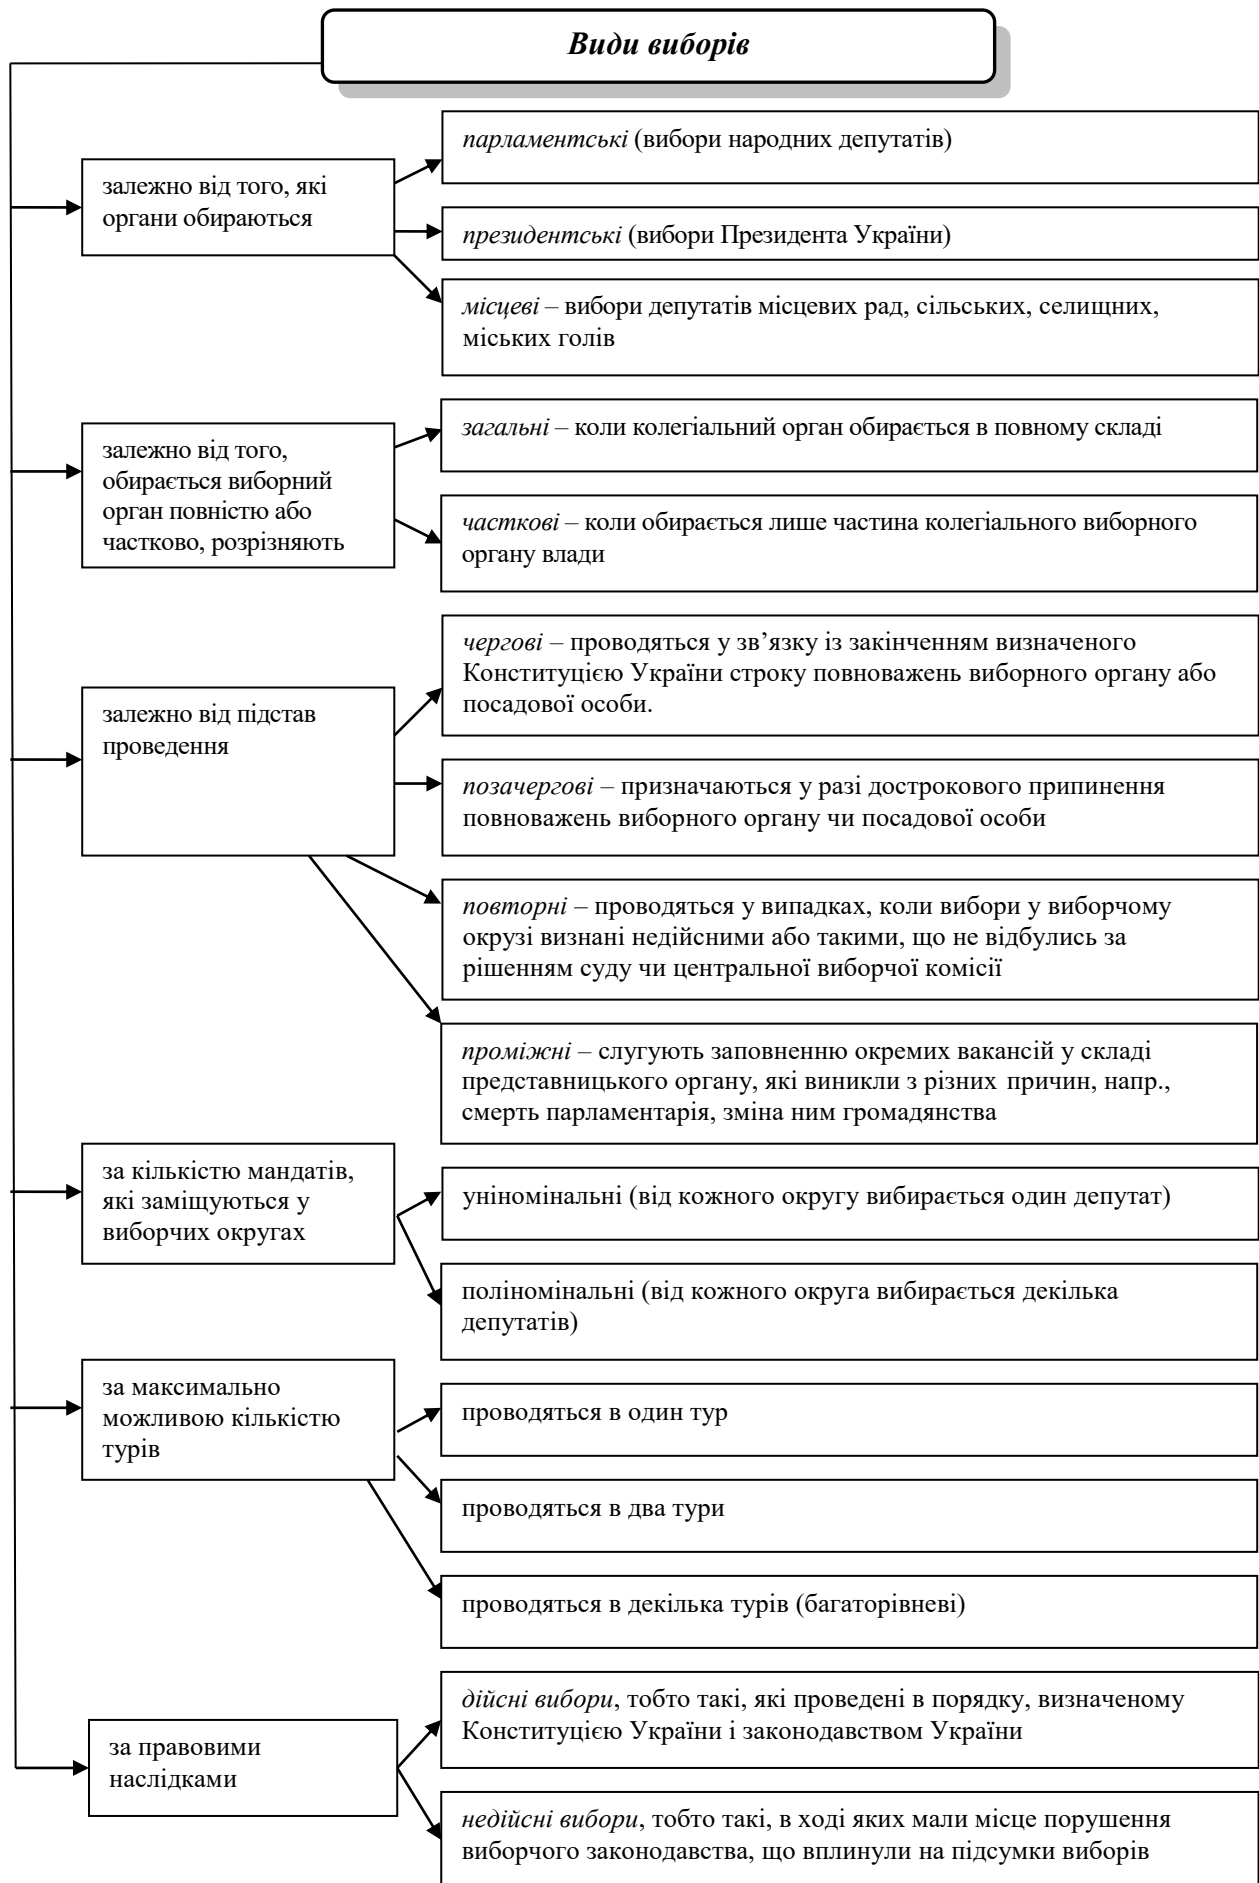 Види виборів
залежно від того, які
органи обираються
парламентські (вибори народних депутатів)
президентські (вибори Президента України)
місцеві – вибори депутатів місцевих рад, сільських, селищних,
міських голів
залежно від того,
обирається виборний
орган повністю або
частково, розрізняють
загальні – коли колегіальний орган обирається в повному складі
часткові – коли обирається лише частина колегіального виборного
органу влади
залежно від підстав
проведення
чергові – проводяться у зв’язку із закінченням визначеного
Конституцією України строку повноважень виборного органу або
посадової особи.
позачергові – призначаються у разі дострокового припинення
повноважень виборного органу чи посадової особи
повторні – проводяться у випадках, коли вибори у виборчому
окрузі визнані недійсними або такими, що не відбулись за
рішенням суду чи центральної виборчої комісії
проміжні – слугують заповненню окремих вакансій у складі
представницького органу, які виникли з різних причин, напр.,
смерть парламентарія, зміна ним громадянства
за кількістю мандатів,
які заміщуються у
виборчих округах
уніномінальні (від кожного округу вибирається один депутат)
поліномінальні (від кожного округа вибирається декілька
депутатів)
за максимально
можливою кількістю
турів
проводяться в один тур
проводяться в два тури
проводяться в декілька турів (багаторівневі)
за правовими
наслідками
дійсні вибори, тобто такі, які проведені в порядку, визначеному
Конституцією України і законодавством України
недійсні вибори, тобто такі, в ході яких мали місце порушення
виборчого законодавства, що вплинули на підсумки виборів